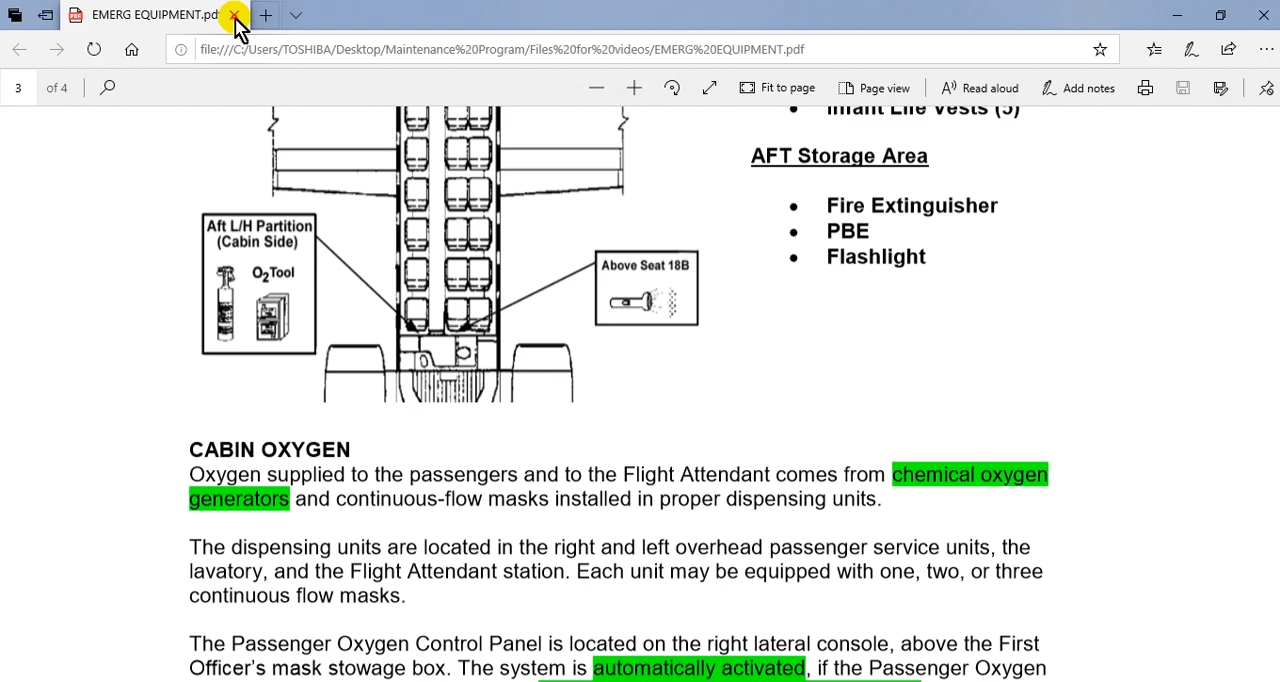 EMERG EQUIPMENT.pdf
file:///C:/Users/TOSHIBA/Desktop/Maintenance%20Program/Files%20for%20videos/EMERG%20EQUIPMENT.pdf
3 of 4
Fit to page
Page view
Read aloud
Add notes
• Infant Life Vests (5)
AFT Storage Area
• Fire Extinguisher
• PBE
• Flashlight
Aft L/H Partition
(Cabin Side)
O2 Tool
Above Seat 18B
CABIN OXYGEN
Oxygen supplied to the passengers and to the Flight Attendant comes from chemical oxygen
generators and continuous-flow masks installed in proper dispensing units.
The dispensing units are located in the right and left overhead passenger service units, the
lavatory, and the Flight Attendant station. Each unit may be equipped with one, two, or three
continuous flow masks.
The Passenger Oxygen Control Panel is located on the right lateral console, above the First
Officer's mask stowage box. The system is automatically activated, if the Passenger Oxygen